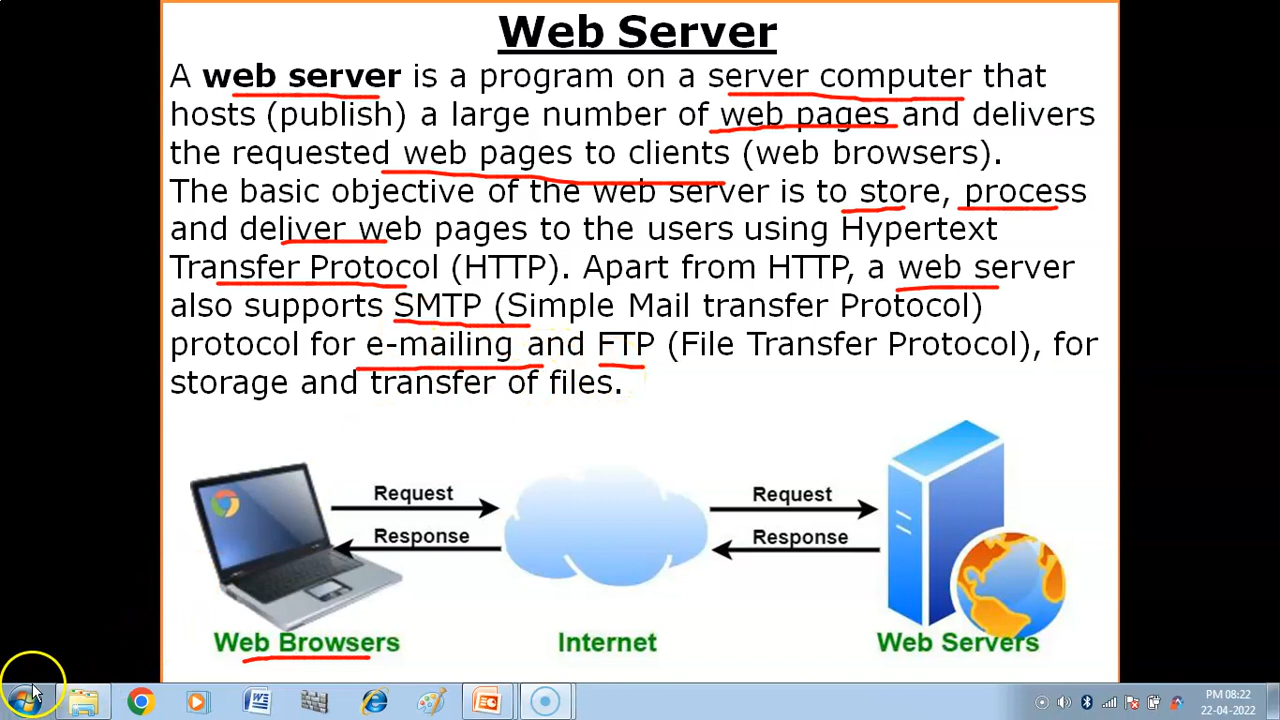 Web Server
A web server is a program on a server computer that
hosts (publish) a large number of web pages and delivers
the requested web pages to clients (web browsers).
The basic objective of the web server is to store, process
and deliver web pages to the users using Hypertext
Transfer Protocol (HTTP). Apart from HTTP, a web server
also supports SMTP (Simple Mail transfer Protocol)
protocol for e-mailing and FTP (File Transfer Protocol), for
storage and transfer of files.
Request
Request
Response
Response
Web Browsers
Internet
Web Servers
PM 08:22
22-04-2022